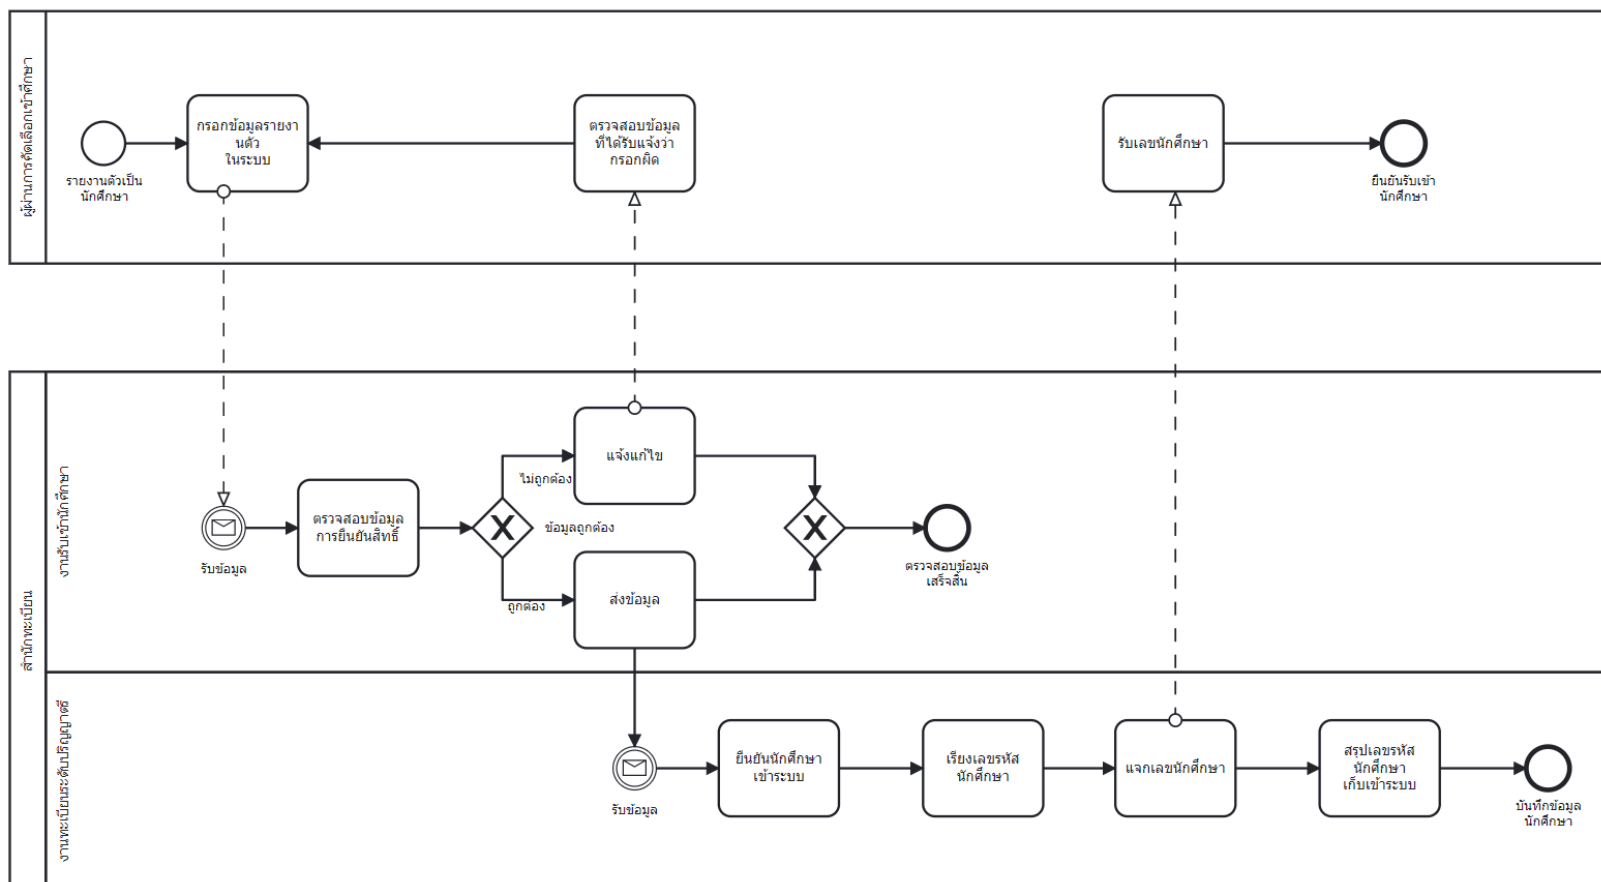 ผู้ผ่านการคัดเลือกเข้าศึกษา
รายงานตัวเป็น
นักศึกษา
กรอกข้อมูลรายงา
นตัว
ในระบบ
ตรวจสอบข้อมูล
ที่ได้รับแจ้งว่า
กรอกผิด
รับเลขนักศึกษา
ยืนยันรับเข้า
นักศึกษา
สำนักทะเบียน
งานรับเข้านักศึกษา
รับข้อมูล
ตรวจสอบข้อมูล
การยืนยันสิทธิ์
ไม่ถูกต้อง
ข้อมูลถูกต้อง
ถูกต้อง
แจ้งแก้ไข
ส่งข้อมูล
ตรวจสอบข้อมูล
เสร็จสิ้น
งานทะเบียนระดับปริญญาตรี
รับข้อมูล
ยืนยันนักศึกษา
เข้าระบบ
เรียงเลขรหัส
นักศึกษา
แจกเลขนักศึกษา
สรุปเลขรหัส
นักศึกษา
เก็บเข้าระบบ
บันทึกข้อมูล
นักศึกษา